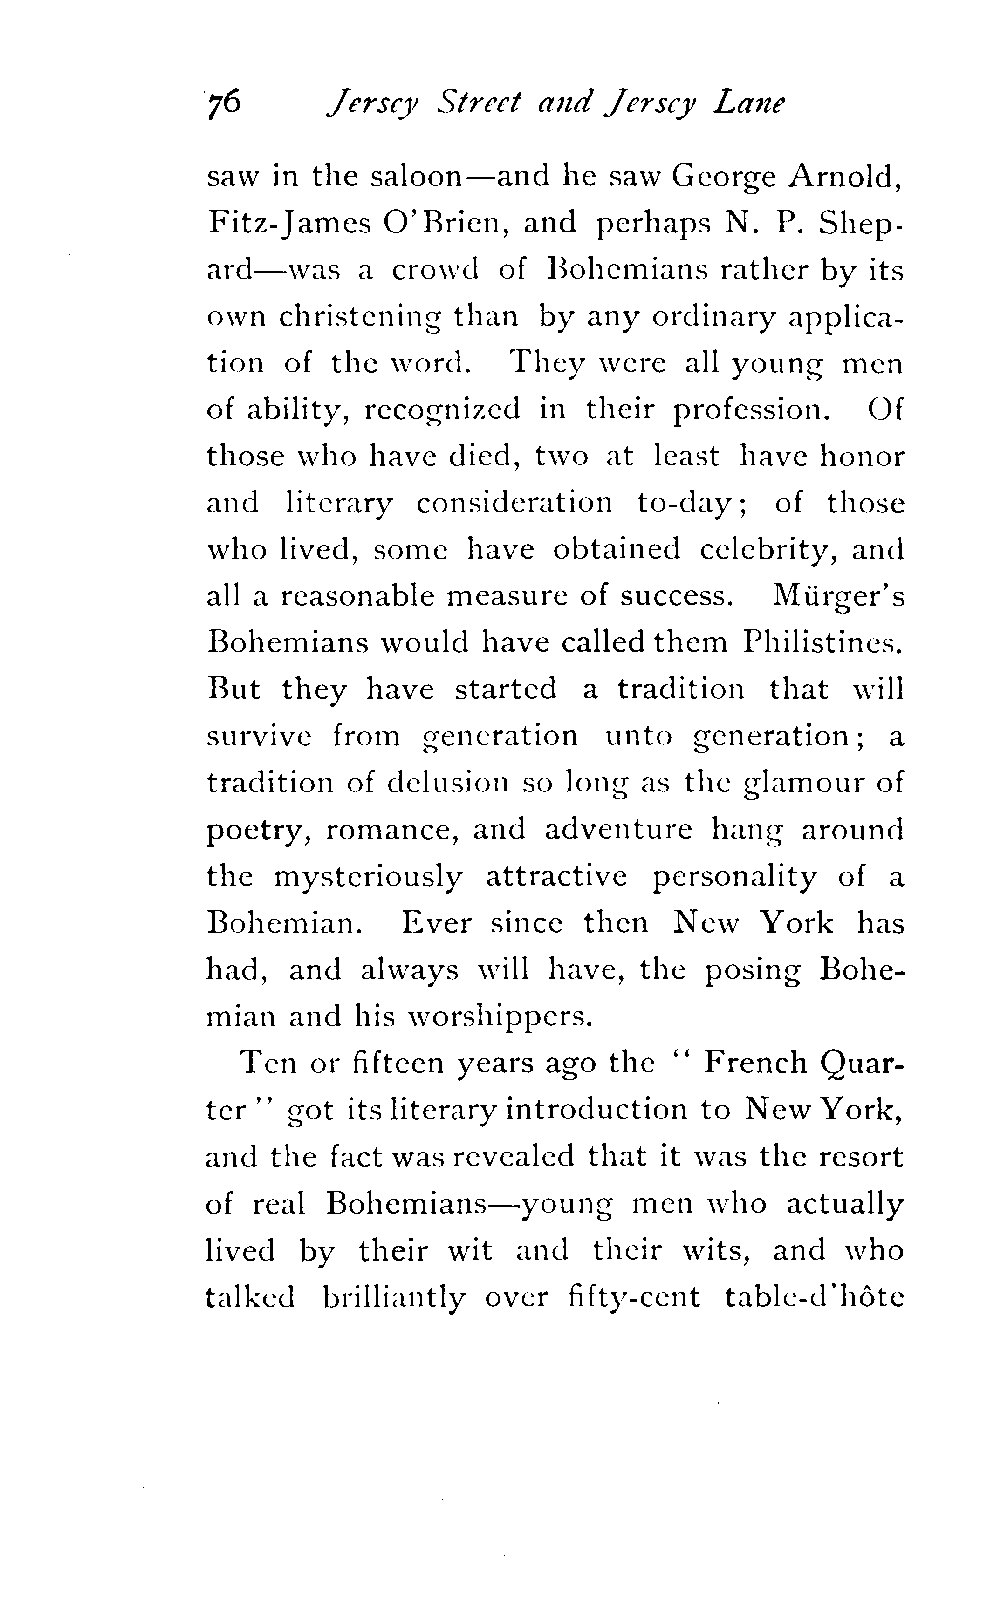 76 Jersey Street and Jersey Lane
saw in the saloon—and he saw George Arnold,
Fitz-James O'Brien, and perhaps N. P. Shep-
ard—was a crowd of Bohemians rather by its
own christening than by any ordinary applica-
tion of the word. They were all young men
of ability, recognized in their profession. Of
those who have died, two at least have honor
and literary consideration to-day; of those
who lived, some have obtained celebrity, and
all a reasonable measure of success. Mürger's
Bohemians would have called them Philistines.
But they have started a tradition that will
survive from generation unto generation; a
tradition of delusion so long as the glamour of
poetry, romance, and adventure hang around
the mysteriously attractive personality of a
Bohemian. Ever since then New York has
had, and always will have, the posing Bohe-
mian and his worshippers.
Ten or fifteen years ago the " French Quar-
ter " got its literary introduction to New York,
and the fact was revealed that it was the resort
of real Bohemians—young men who actually
lived by their wit and their wits, and who
talked brilliantly over fifty-cent table-d'hôte